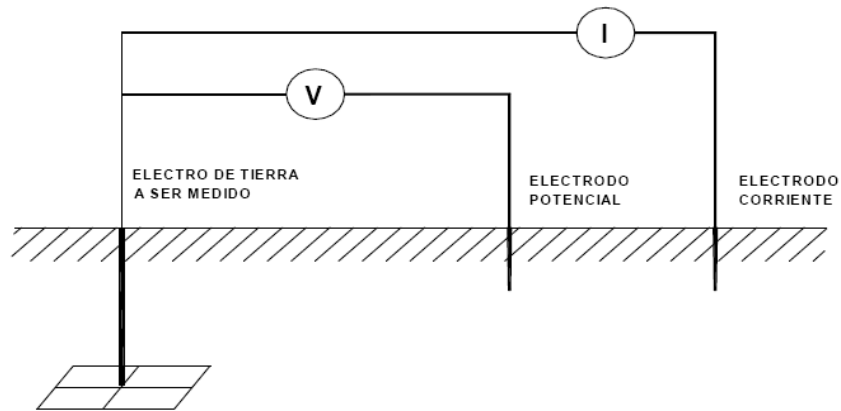 I
V
ELECTRO DE TIERRA
A SER MEDIDO
ELECTRODO
POTENCIAL
ELECTRODO
CORRIENTE